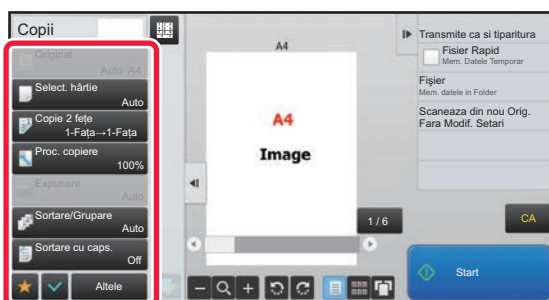 Copii
Original
Auto A4
Select. hârtie
Auto
Copie 2 fețe
1-Fața→1-Fața
Proc. copiere
100%
Expunere
Auto
Sortare/Grupare
Auto
Sortare cu caps.
Off
Altele
A4
A4
Image
1 / 6
Transmite ca si tiparitura
Fisier Rapid
Mem. Datele Temporar
Fişier
Mem. datele in Folder
Scaneaza din nou Orig.
Fara Modif. Setari
CA
Start